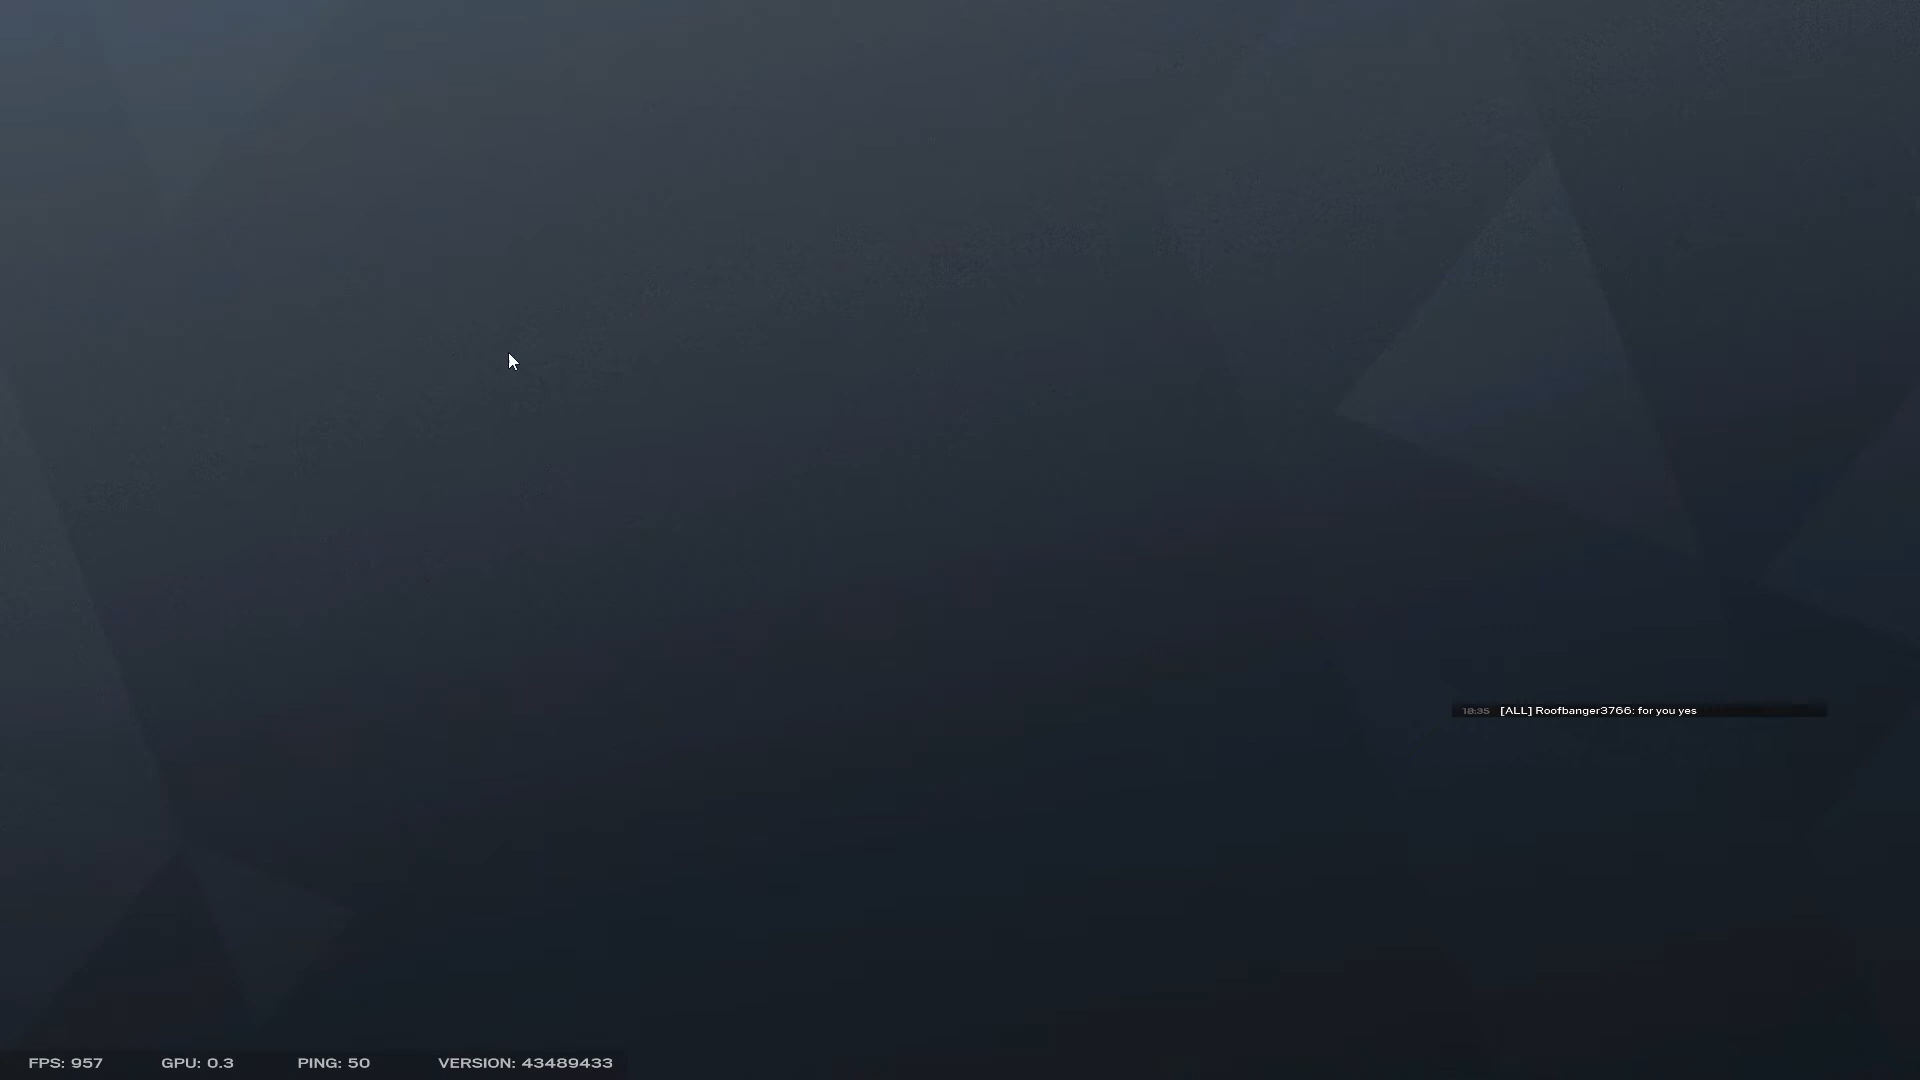 18:35 [ALL] Roofbanger3766: for you yes
FPS: 957 GPU: 0.3 PING: 50 VERSION: 43489433